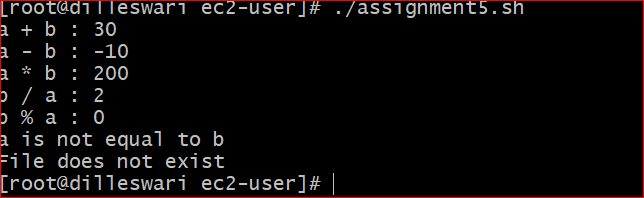 [root@dilleswari ec2-user]# ./assignment5.sh
a + b : 30
a - b : -10
a * b : 200
b / a : 2
b % a : 0
a is not equal to b
File does not exist
[root@dilleswari ec2-user]#